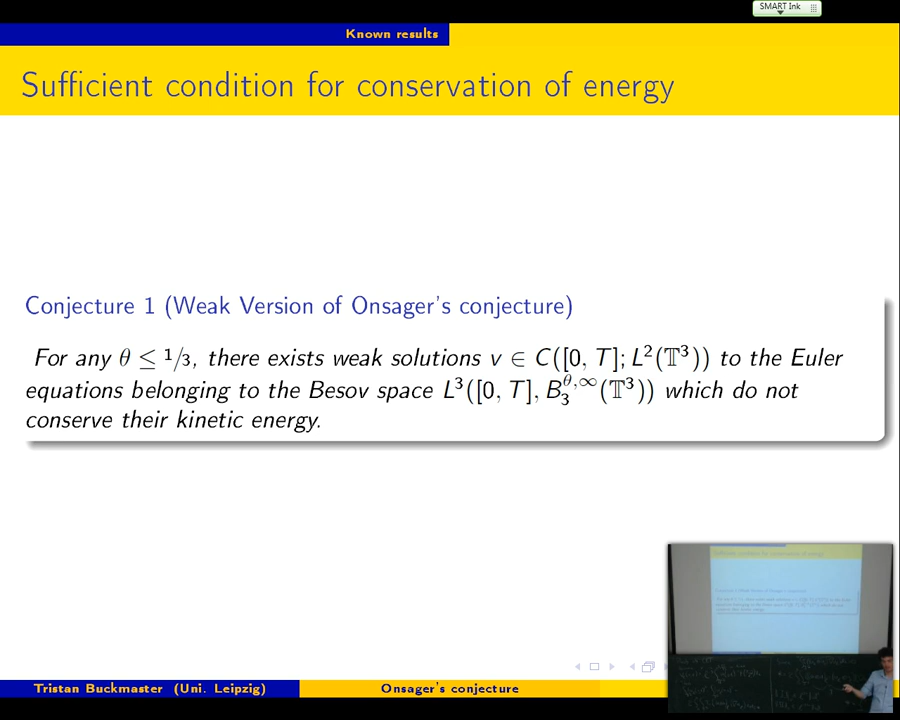 SMART Ink
Known results
Sufficient condition for conservation of energy
Conjecture 1 (Weak Version of Onsager's conjecture)
For any θ ≤ 1/3, there exists weak solutions v ∈ C([0, T]; L²(𝕋³)) to the Euler
equations belonging to the Besov space L³([0, T], B₃^{θ,∞}(𝕋³)) which do not
conserve their kinetic energy.
Tristan Buckmaster (Uni. Leipzig)
Onsager's conjecture